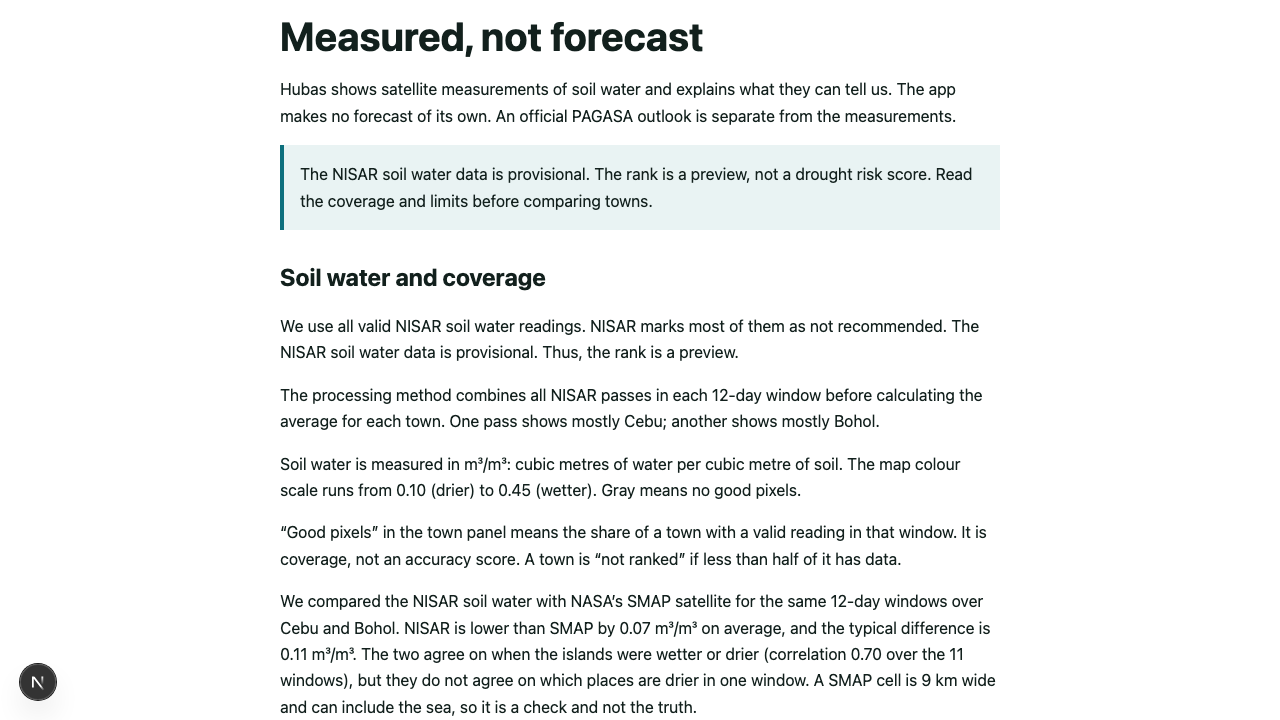 Measured, not forecast
Hubas shows satellite measurements of soil water and explains what they can tell us. The app
makes no forecast of its own. An official PAGASA outlook is separate from the measurements.
The NISAR soil water data is provisional. The rank is a preview, not a drought risk score. Read
the coverage and limits before comparing towns.
Soil water and coverage
We use all valid NISAR soil water readings. NISAR marks most of them as not recommended. The
NISAR soil water data is provisional. Thus, the rank is a preview.
The processing method combines all NISAR passes in each 12-day window before calculating the
average for each town. One pass shows mostly Cebu; another shows mostly Bohol.
Soil water is measured in m³/m³: cubic metres of water per cubic metre of soil. The map colour
scale runs from 0.10 (drier) to 0.45 (wetter). Gray means no good pixels.
“Good pixels” in the town panel means the share of a town with a valid reading in that window. It is
coverage, not an accuracy score. A town is “not ranked” if less than half of it has data.
We compared the NISAR soil water with NASA’s SMAP satellite for the same 12-day windows over
Cebu and Bohol. NISAR is lower than SMAP by 0.07 m³/m³ on average, and the typical difference is
0.11 m³/m³. The two agree on when the islands were wetter or drier (correlation 0.70 over the 11
windows), but they do not agree on which places are drier in one window. A SMAP cell is 9 km wide
and can include the sea, so it is a check and not the truth.
N